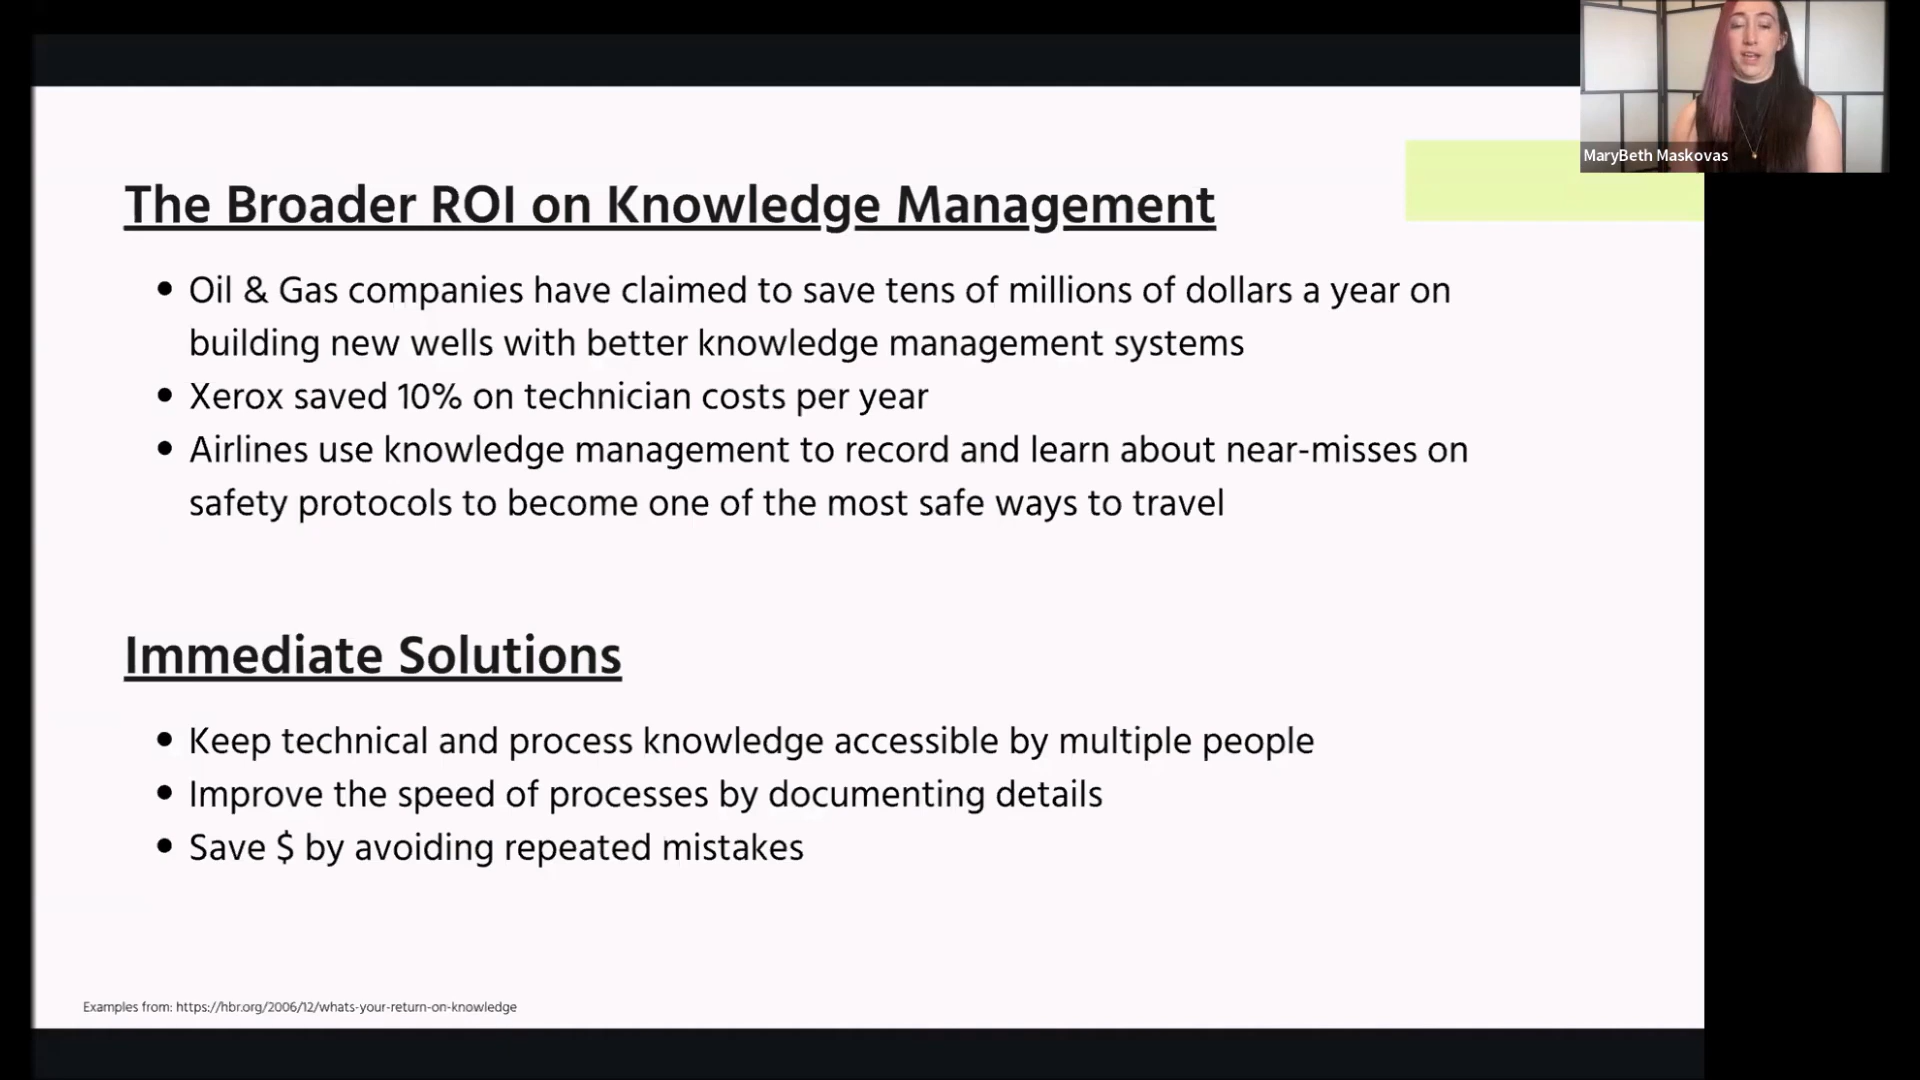 MaryBeth Maskovas
The Broader ROI on Knowledge Management
• Oil & Gas companies have claimed to save tens of millions of dollars a year on
building new wells with better knowledge management systems
• Xerox saved 10% on technician costs per year
• Airlines use knowledge management to record and learn about near-misses on
safety protocols to become one of the most safe ways to travel
Immediate Solutions
• Keep technical and process knowledge accessible by multiple people
• Improve the speed of processes by documenting details
• Save $ by avoiding repeated mistakes
Examples from: https://hbr.org/2006/12/whats-your-return-on-knowledge